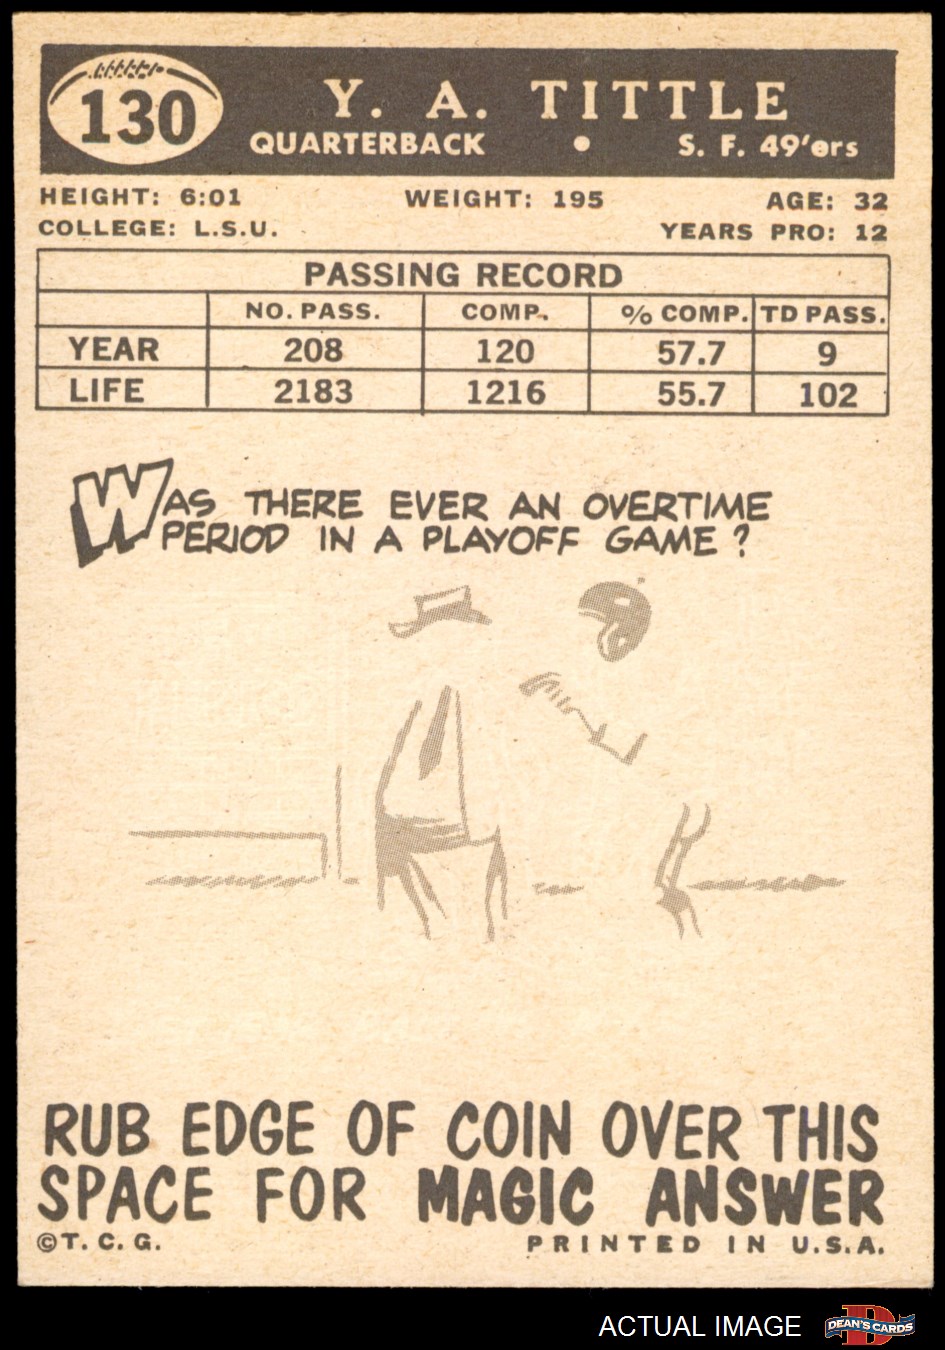 130
Y. A. TITTLE
QUARTERBACK • S. F. 49'ers
HEIGHT: 6:01 WEIGHT: 195 AGE: 32
COLLEGE: L.S.U. YEARS PRO: 12
PASSING RECORD
NO. PASS. COMP. % COMP. TD PASS.
YEAR 208 120 57.7 9
LIFE 2183 1216 55.7 102
WAS THERE EVER AN OVERTIME
PERIOD IN A PLAYOFF GAME?
RUB EDGE OF COIN OVER THIS
SPACE FOR MAGIC ANSWER
©T. C. G. PRINTED IN U.S.A.
ACTUAL IMAGE DEAN'S CARDS